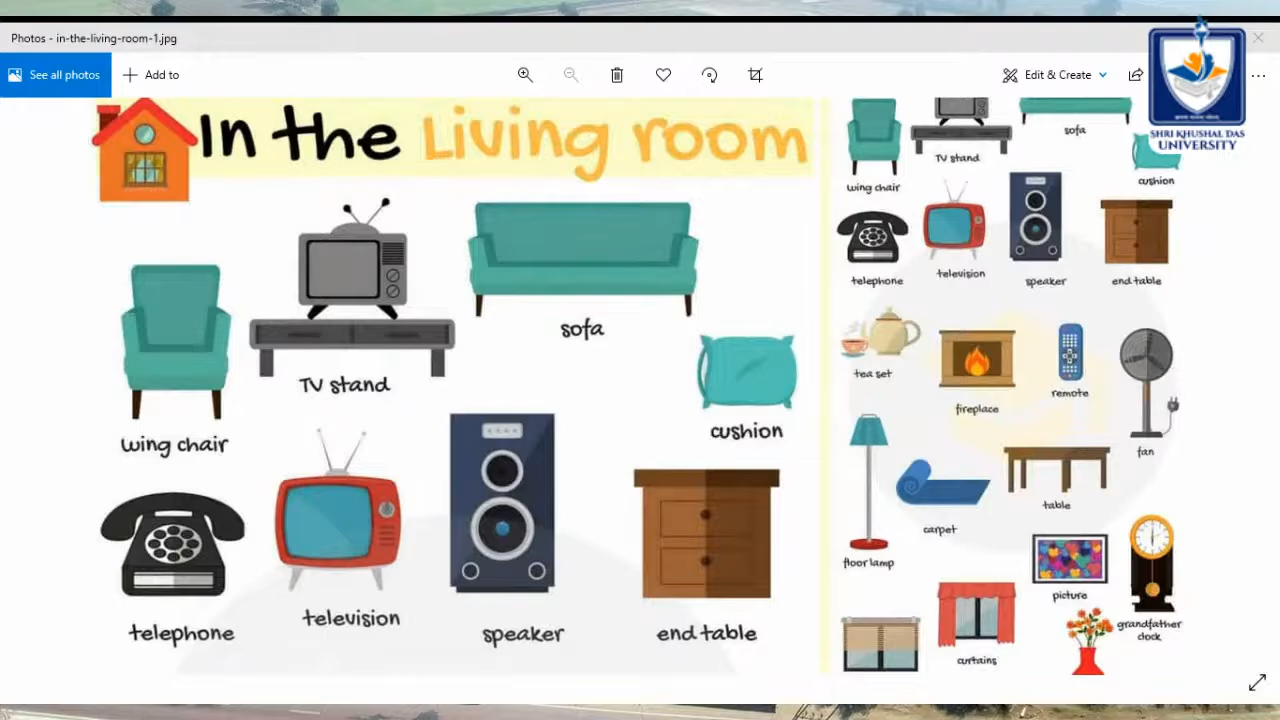 Photos - in-the-living-room-1.jpg
See all photos
Add to
Edit & Create
SHRI KHUSHAL DAS
UNIVERSITY
In the Living room
TV stand
sofa
wing chair
cushion
telephone
television
speaker
end table
TV stand
sofa
wing chair
cushion
telephone
television
speaker
end table
tea set
fireplace
remote
fan
floor lamp
carpet
table
picture
grandfather
clock
curtains